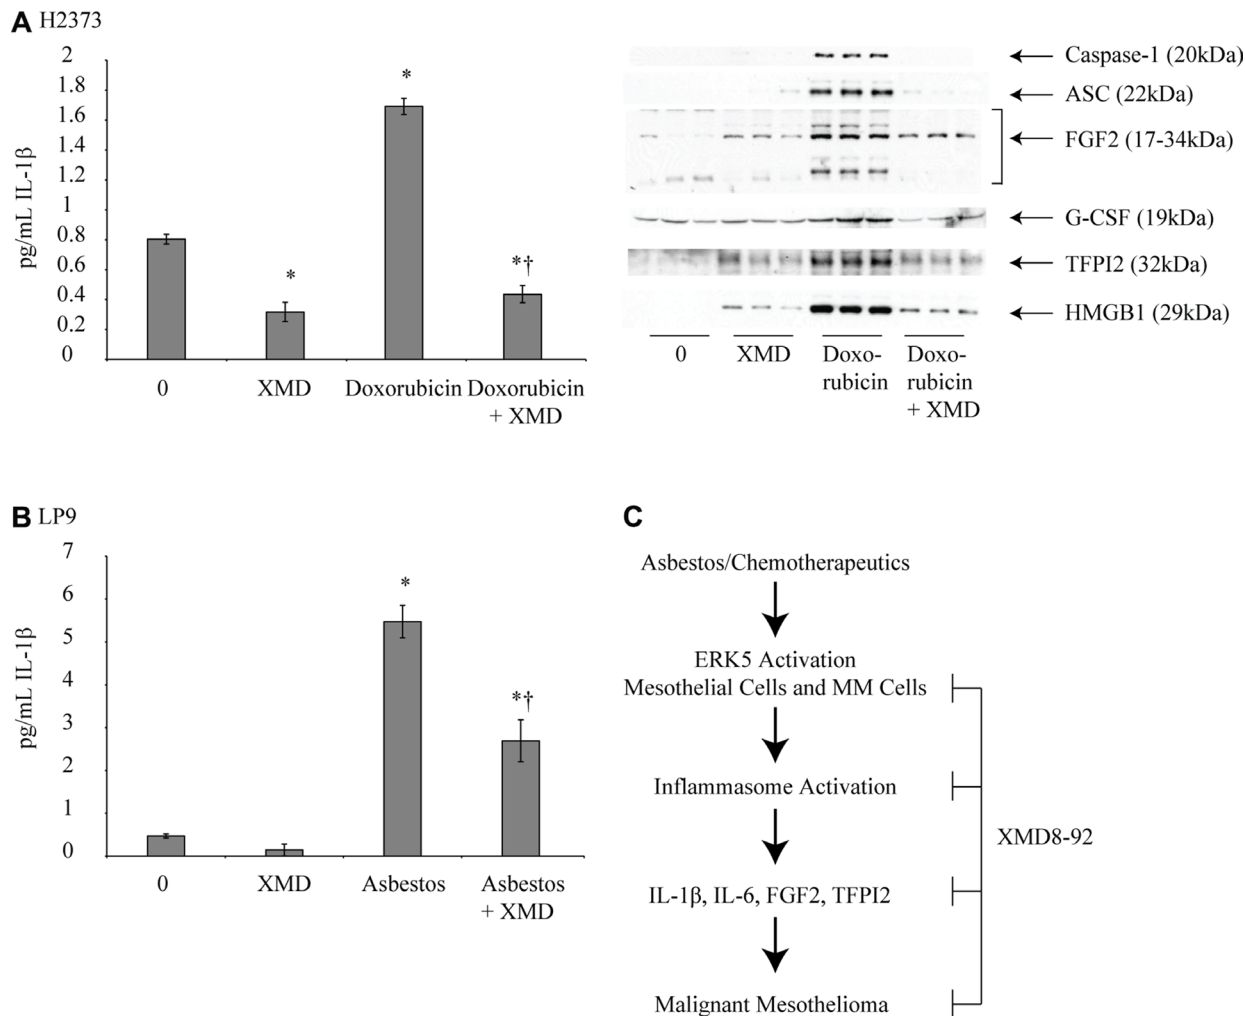 A H2373
pg/mL IL-1β
2
1.8
1.6
1.4
1.2
1
0.8
0.6
0.4
0.2
0
*
*
*
*†
0
XMD
Doxorubicin
Doxorubicin
+ XMD
Caspase-1 (20kDa)
ASC (22kDa)
FGF2 (17-34kDa)
G-CSF (19kDa)
TFPI2 (32kDa)
HMGB1 (29kDa)
0
XMD
Doxo-
rubicin
Doxo-
rubicin
+ XMD
B LP9
pg/mL IL-1β
7
6
5
4
3
2
1
0
*
*†
0
XMD
Asbestos
Asbestos
+ XMD
C
Asbestos/Chemotherapeutics
ERK5 Activation
Mesothelial Cells and MM Cells
Inflammasome Activation
IL-1β, IL-6, FGF2, TFPI2
Malignant Mesothelioma
XMD8-92